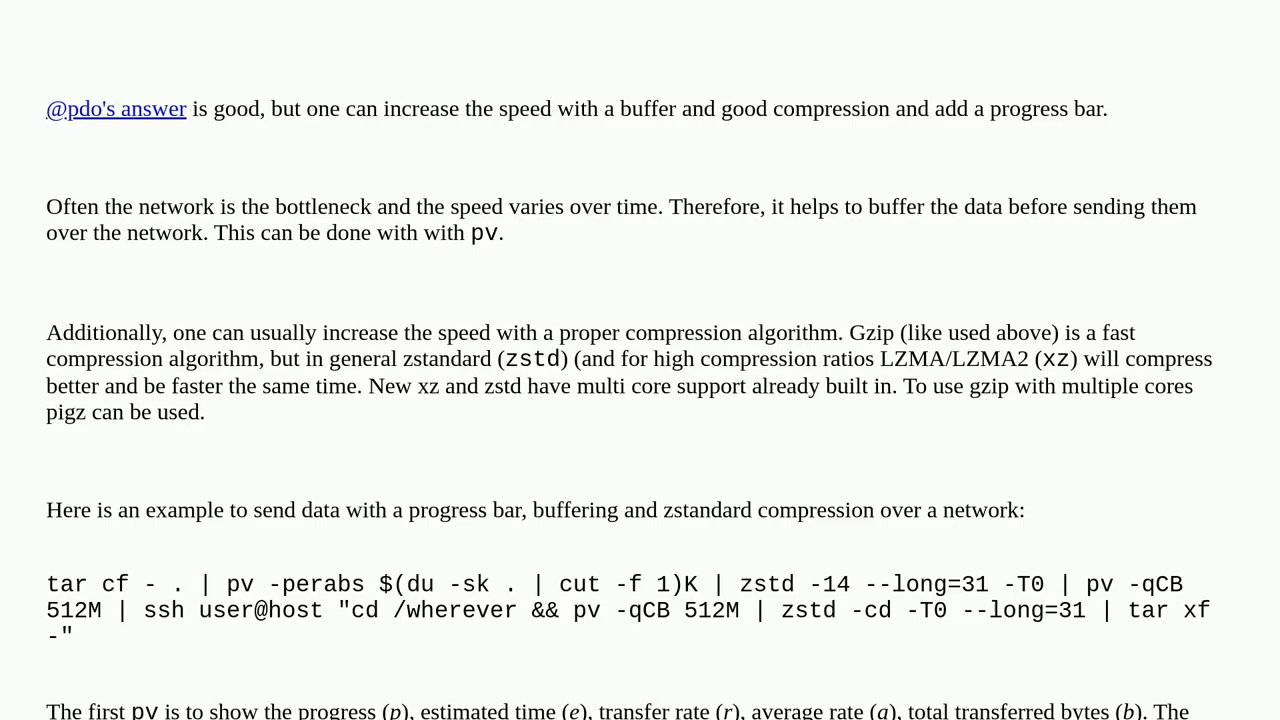 @pdo's answer is good, but one can increase the speed with a buffer and good compression and add a progress bar.
Often the network is the bottleneck and the speed varies over time. Therefore, it helps to buffer the data before sending them
over the network. This can be done with with pv.
Additionally, one can usually increase the speed with a proper compression algorithm. Gzip (like used above) is a fast
compression algorithm, but in general zstandard (zstd) (and for high compression ratios LZMA/LZMA2 (xz) will compress
better and be faster the same time. New xz and zstd have multi core support already built in. To use gzip with multiple cores
pigz can be used.
Here is an example to send data with a progress bar, buffering and zstandard compression over a network:
tar cf - . | pv -perabs $(du -sk . | cut -f 1)K | zstd -14 --long=31 -T0 | pv -qCB
512M | ssh user@host "cd /wherever && pv -qCB 512M | zstd -cd -T0 --long=31 | tar xf
-"
The first pv is to show the progress (p), estimated time (e), transfer rate (r), average rate (a), total transferred bytes (b). The